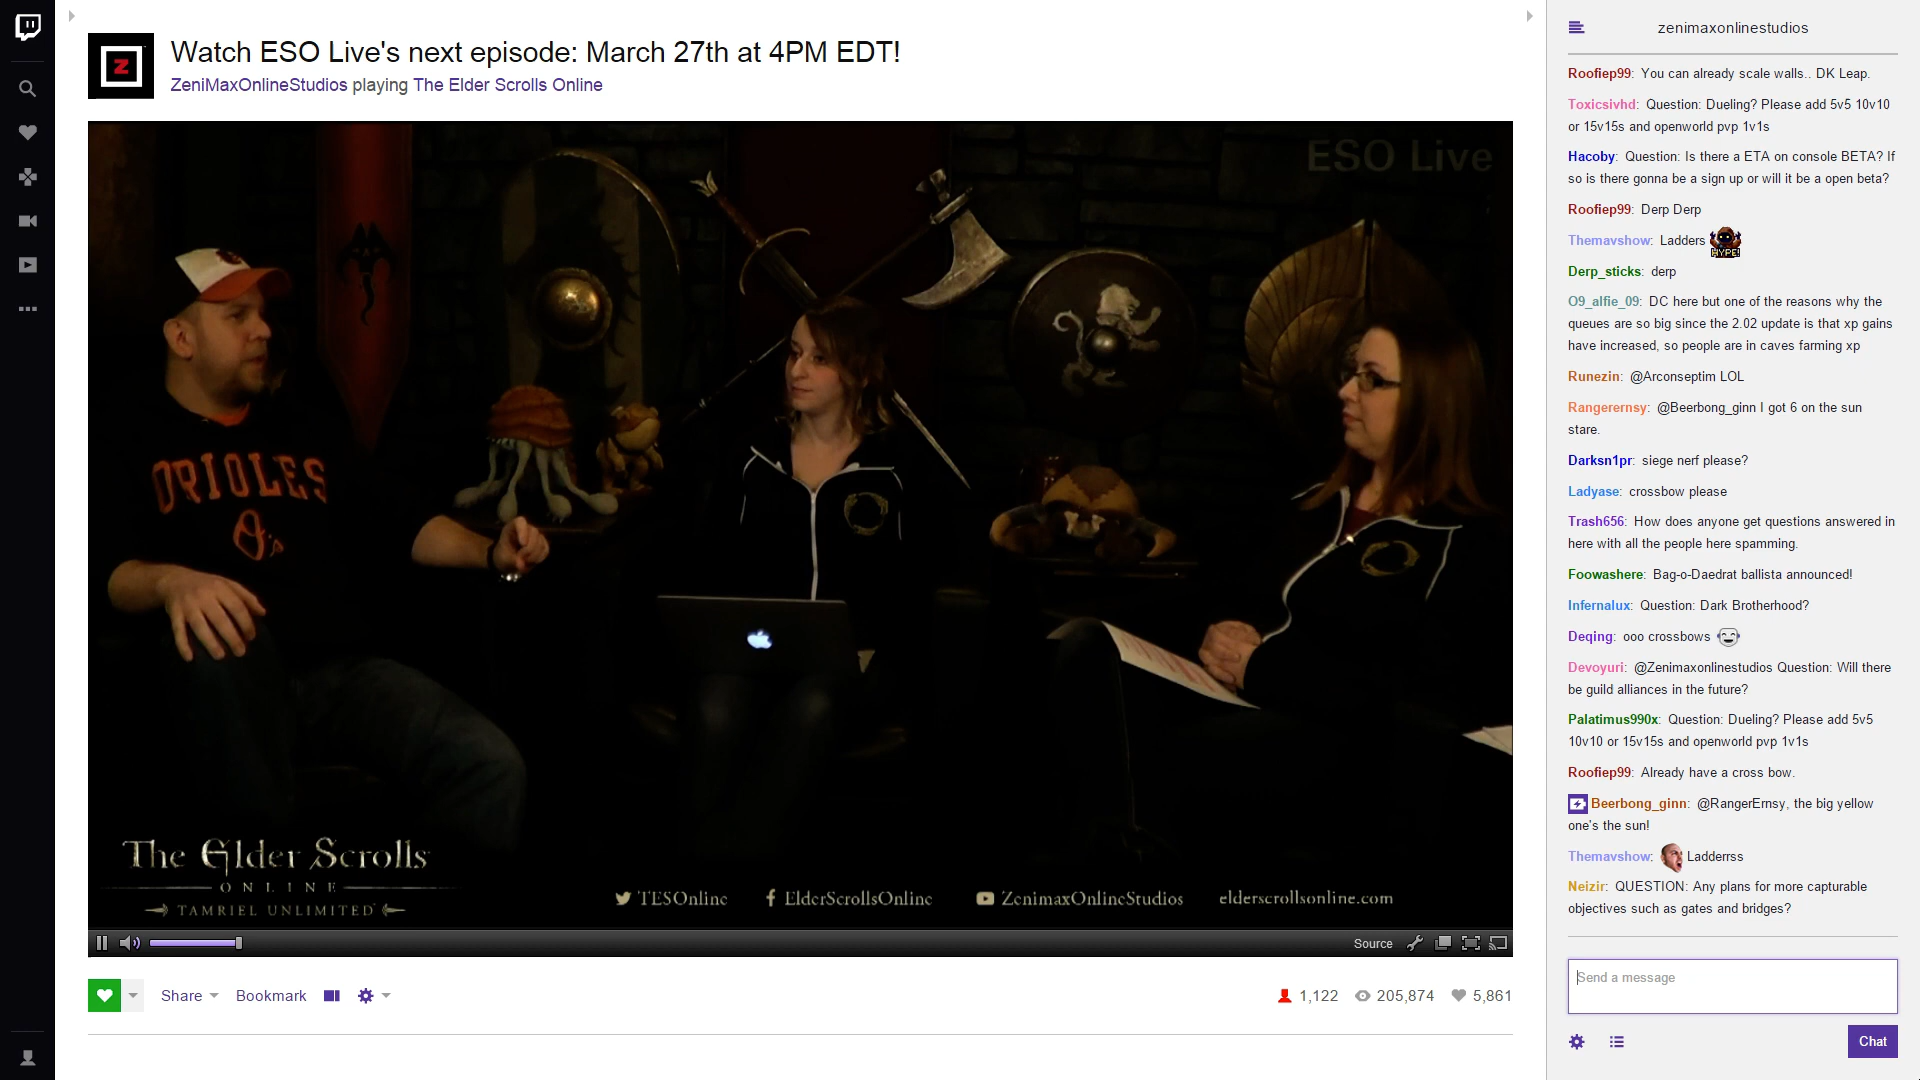 Watch ESO Live's next episode: March 27th at 4PM EDT!
ZeniMaxOnlineStudios playing The Elder Scrolls Online
ESO Live
ORIOLES
O's
The Elder Scrolls
ONLINE
TAMRIEL UNLIMITED
TESOnline
ElderScrollsOnline
ZenimaxOnlineStudios
elderscrollsonline.com
Source
Share
Bookmark
1,122
205,874
5,861
zenimaxonlinestudios
Roofiep99: You can already scale walls.. DK Leap.
Toxicsivhd: Question: Dueling? Please add 5v5 10v10
or 15v15s and openworld pvp 1v1s
Hacoby: Question: Is there a ETA on console BETA? If
so is there gonna be a sign up or will it be a open beta?
Roofiep99: Derp Derp
Themavshow: Ladders HYPE!
Derp_sticks: derp
O9_alfie_09: DC here but one of the reasons why the
queues are so big since the 2.02 update is that xp gains
have increased, so people are in caves farming xp
Runezin: @Arconseptim LOL
Rangerernsy: @Beerbong_ginn I got 6 on the sun
stare.
Darksn1pr: siege nerf please?
Ladyase: crossbow please
Trash656: How does anyone get questions answered in
here with all the people here spamming.
Foowashere: Bag-o-Daedrat ballista announced!
Infernalux: Question: Dark Brotherhood?
Deqing: ooo crossbows
Devoyuri: @Zenimaxonlinestudios Question: Will there
be guild alliances in the future?
Palatimus990x: Question: Dueling? Please add 5v5
10v10 or 15v15s and openworld pvp 1v1s
Roofiep99: Already have a cross bow.
Beerbong_ginn: @RangerErnsy, the big yellow
one's the sun!
Themavshow: Ladderrss
Neizir: QUESTION: Any plans for more capturable
objectives such as gates and bridges?
Send a message
Chat